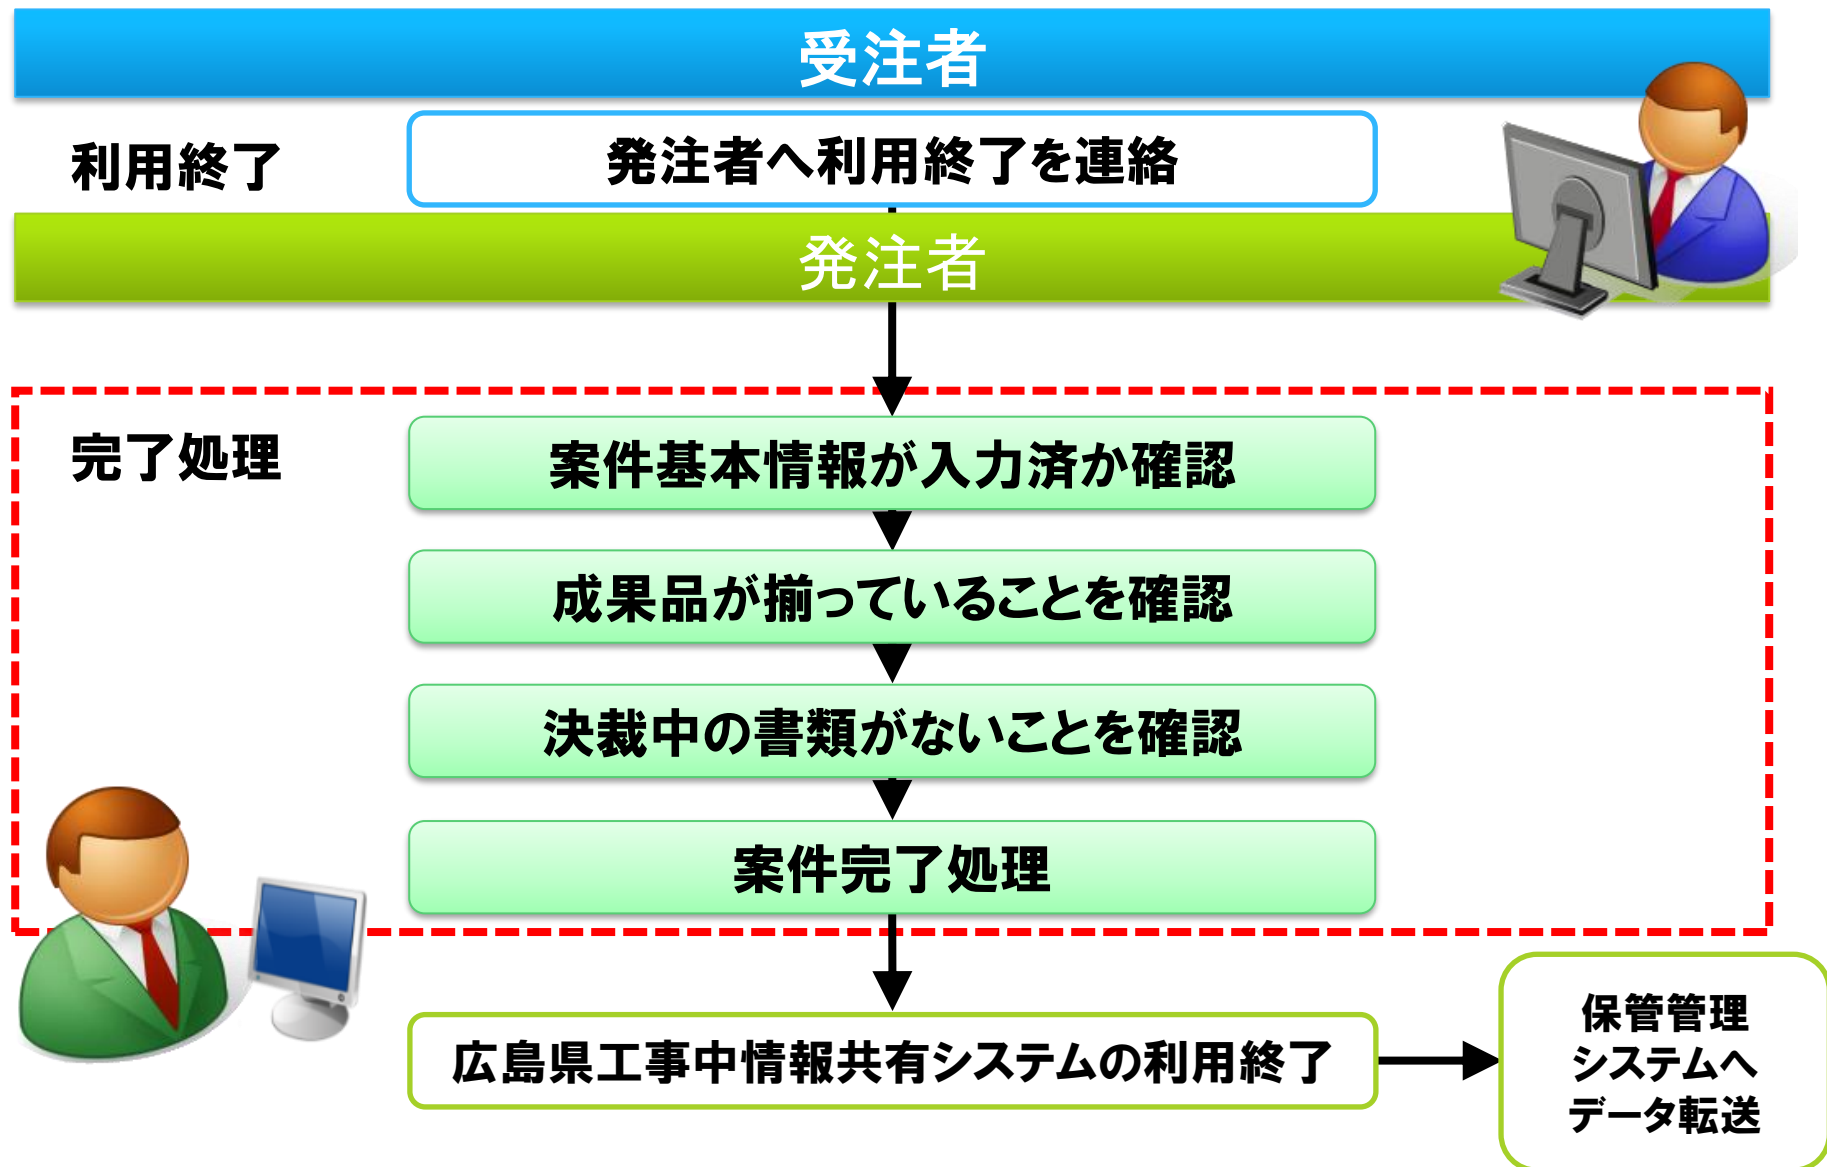 受注者
利用終了
発注者へ利用終了を連絡
発注者
完了処理
案件基本情報が入力済か確認
成果品が揃っていることを確認
決裁中の書類がないことを確認
案件完了処理
広島県工事中情報共有システムの利用終了
保管管理
システムへ
データ転送